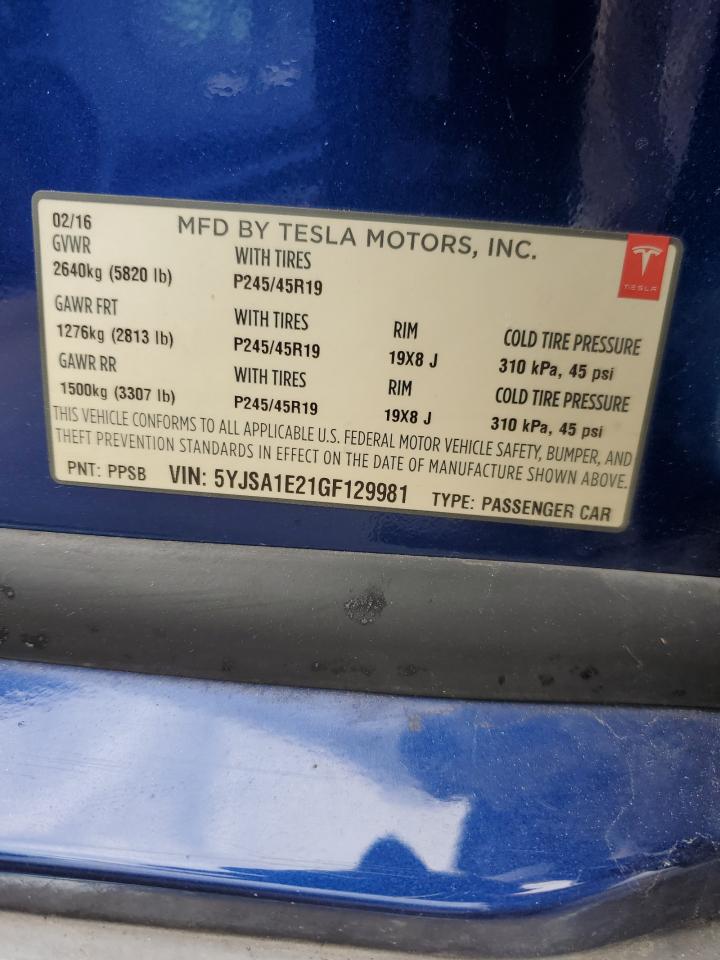 02/16 MFD BY TESLA MOTORS, INC.
TESLA
GVWR WITH TIRES
2640kg (5820 lb) P245/45R19
GAWR FRT WITH TIRES RIM COLD TIRE PRESSURE
1276kg (2813 lb) P245/45R19 19X8 J 310 kPa, 45 psi
GAWR RR WITH TIRES RIM COLD TIRE PRESSURE
1500kg (3307 lb) P245/45R19 19X8 J 310 kPa, 45 psi
THIS VEHICLE CONFORMS TO ALL APPLICABLE U.S. FEDERAL MOTOR VEHICLE SAFETY, BUMPER, AND
THEFT PREVENTION STANDARDS IN EFFECT ON THE DATE OF MANUFACTURE SHOWN ABOVE.
PNT: PPSB VIN: 5YJSA1E21GF129981 TYPE: PASSENGER CAR